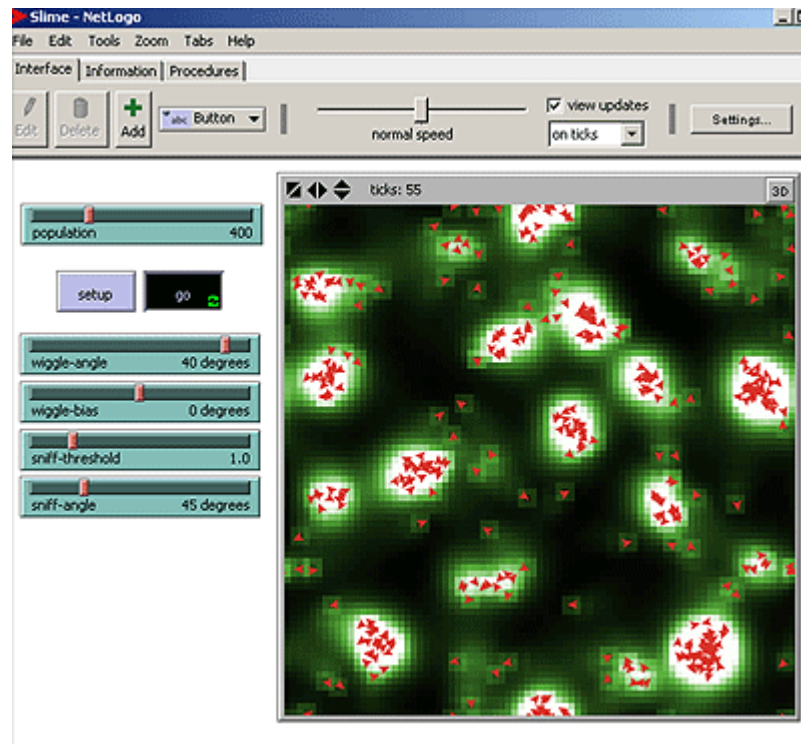 Slime - NetLogo
File Edit Tools Zoom Tabs Help
Interface Information Procedures
Edit Delete Add abc Button normal speed view updates on ticks Settings...
ticks: 55 3D
population 400
setup go
wiggle-angle 40 degrees
wiggle-bias 0 degrees
sniff-threshold 1.0
sniff-angle 45 degrees